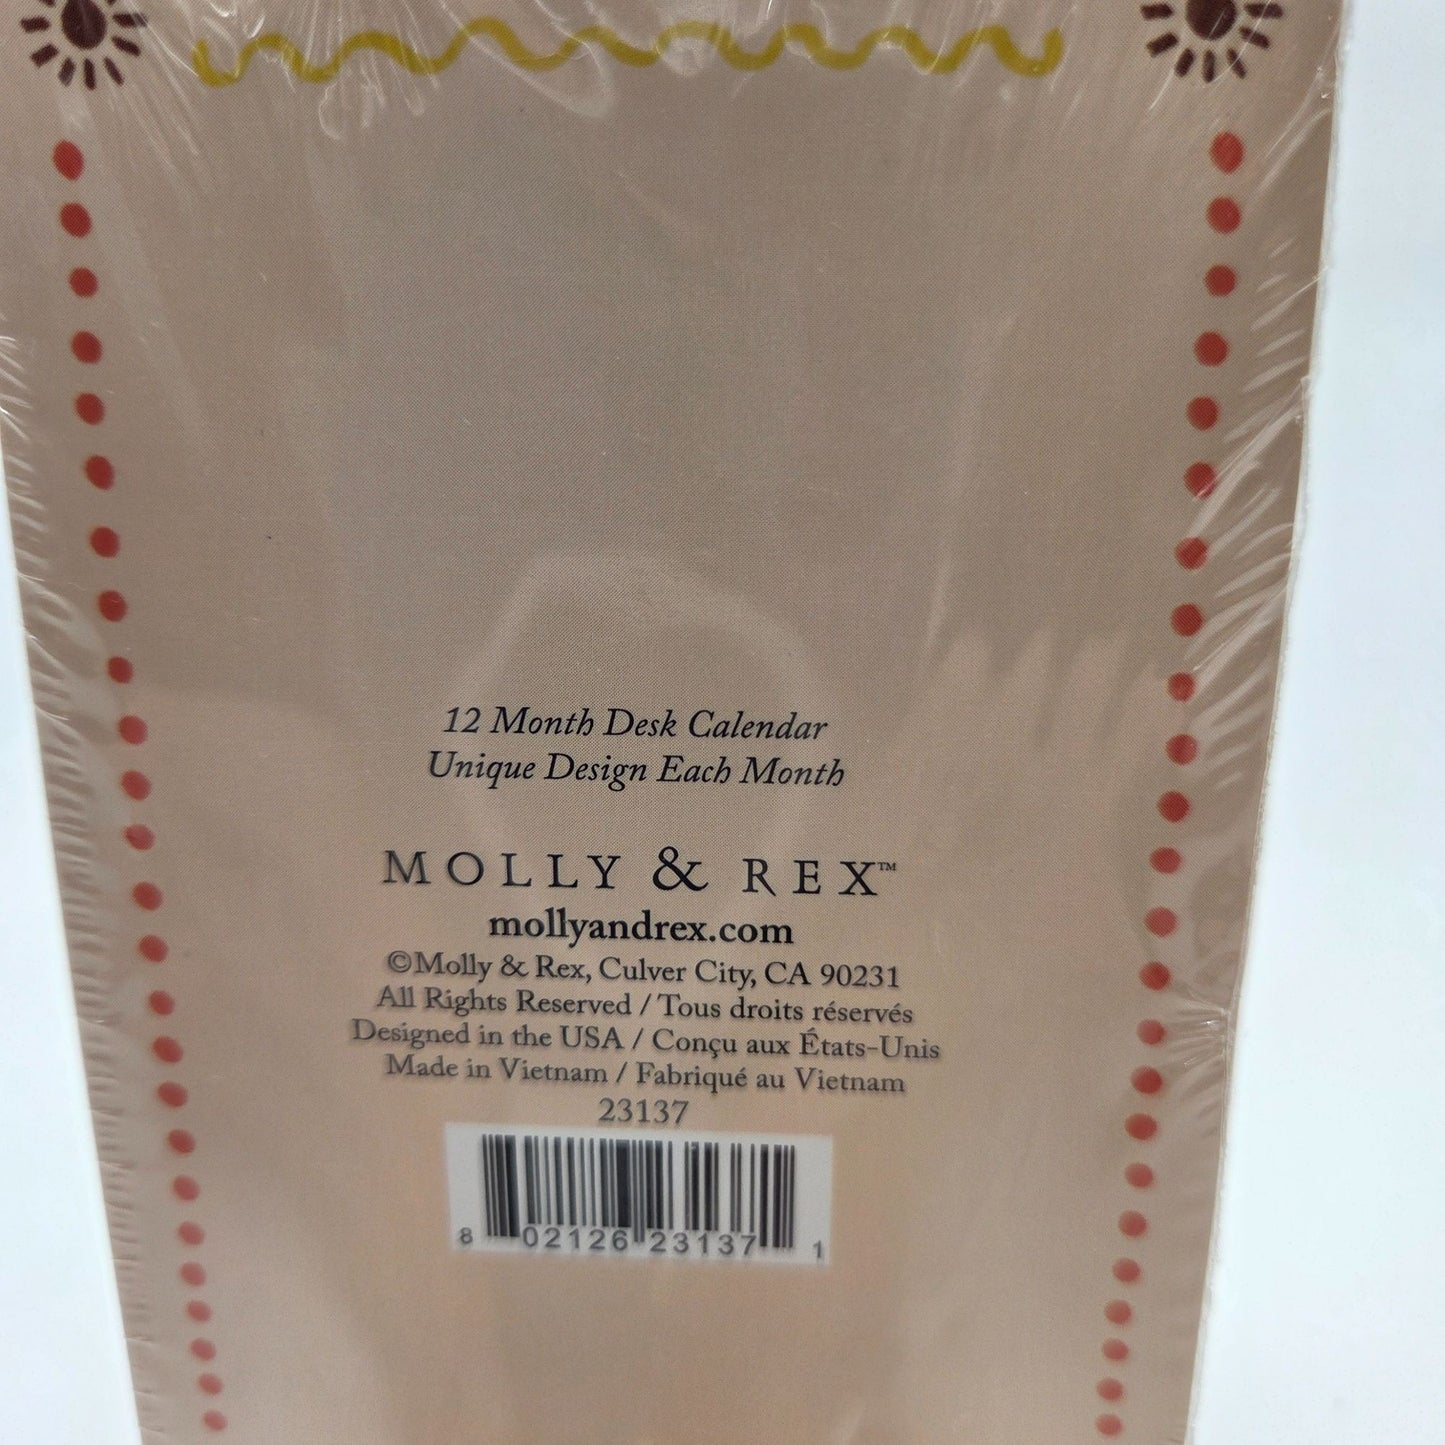 12 Month Desk Calendar
Unique Design Each Month
MOLLY & REX™
mollyandrex.com
©Molly & Rex, Culver City, CA 90231
All Rights Reserved / Tous droits réservés
Designed in the USA / Conçu aux États-Unis
Made in Vietnam / Fabriqué au Vietnam
23137
8 02126 23137 1